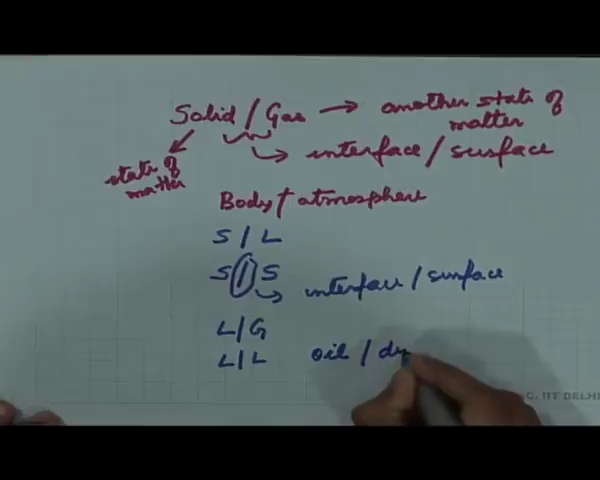 Solid / Gas → another state of matter
state of matter
interface / surface
Body / atmosphere
S / L
S / S
interface / surface
L / G
L / L oil / dy
C, IIT DELHI